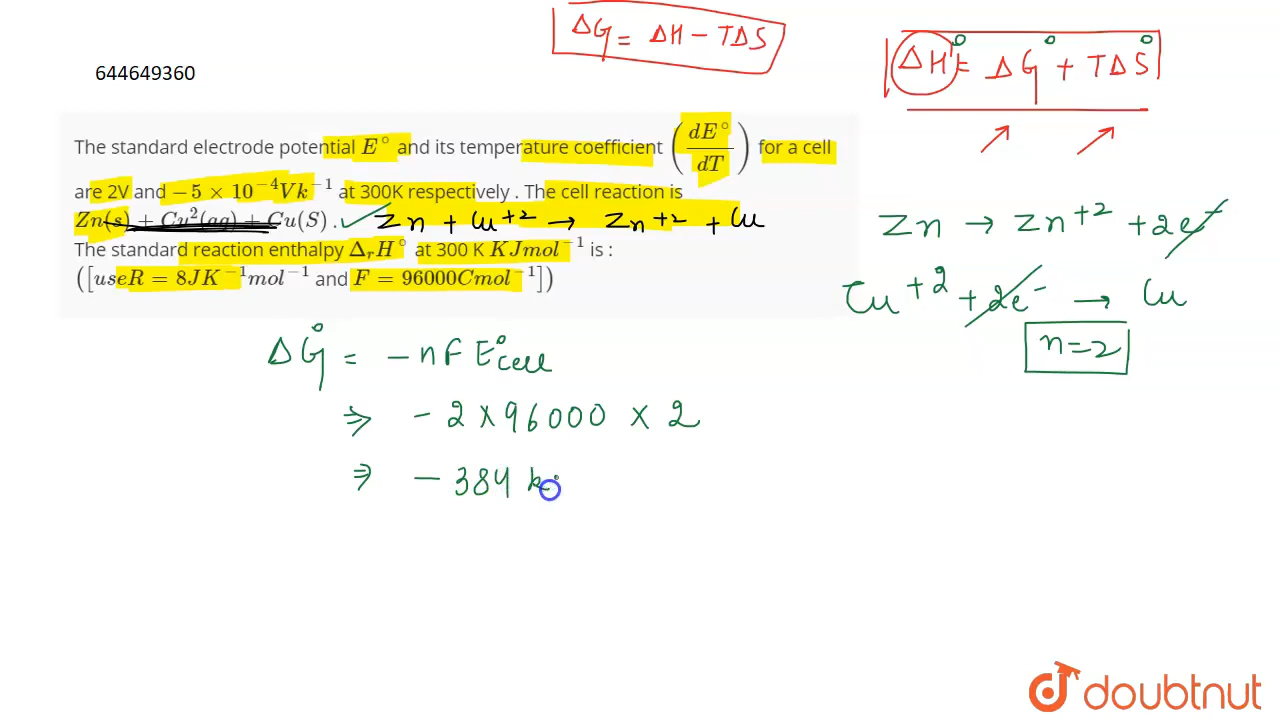 ΔG = ΔH − TΔS
ΔH° = ΔG° + TΔS°
644649360
The standard electrode potential E° and its temperature coefficient (dE°/dT) for a cell
are 2V and −5 × 10⁻⁴Vk⁻¹ at 300K respectively . The cell reaction is
Zn(s) + Cu²(aq) + Cu(S) . ✓ Zn + Cu⁺² → Zn⁺² + Cu
The standard reaction enthalpy ΔᵣH° at 300 K KJmol⁻¹ is :
([useR = 8JK⁻¹mol⁻¹ and F = 96000Cmol⁻¹])
Zn → Zn⁺² + 2e⁻
Cu⁺² + 2e⁻ → Cu
n=2
ΔG° = −nFE°cell
⇒ −2×96000 × 2
⇒ −384 kj
doubtnut